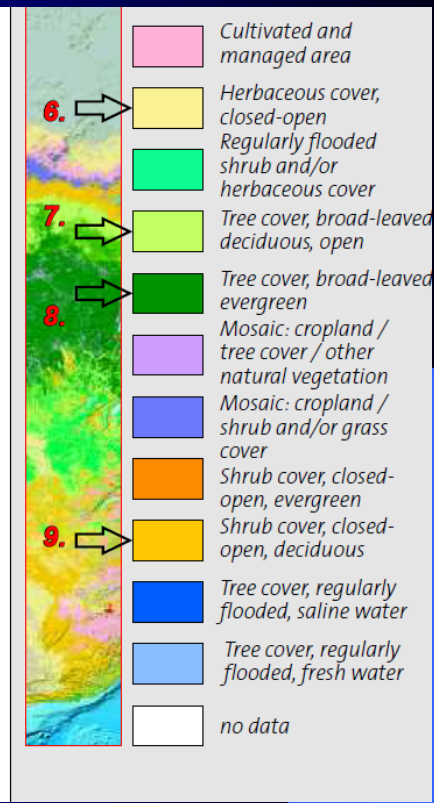 Cultivated and
managed area
6.
Herbaceous cover,
closed-open
Regularly flooded
shrub and/or
herbaceous cover
7.
Tree cover, broad-leaved
deciduous, open
Tree cover, broad-leaved
evergreen
8.
Mosaic: cropland /
tree cover / other
natural vegetation
Mosaic: cropland /
shrub and/or grass
cover
Shrub cover, closed-
open, evergreen
9.
Shrub cover, closed-
open, deciduous
Tree cover, regularly
flooded, saline water
Tree cover, regularly
flooded, fresh water
no data